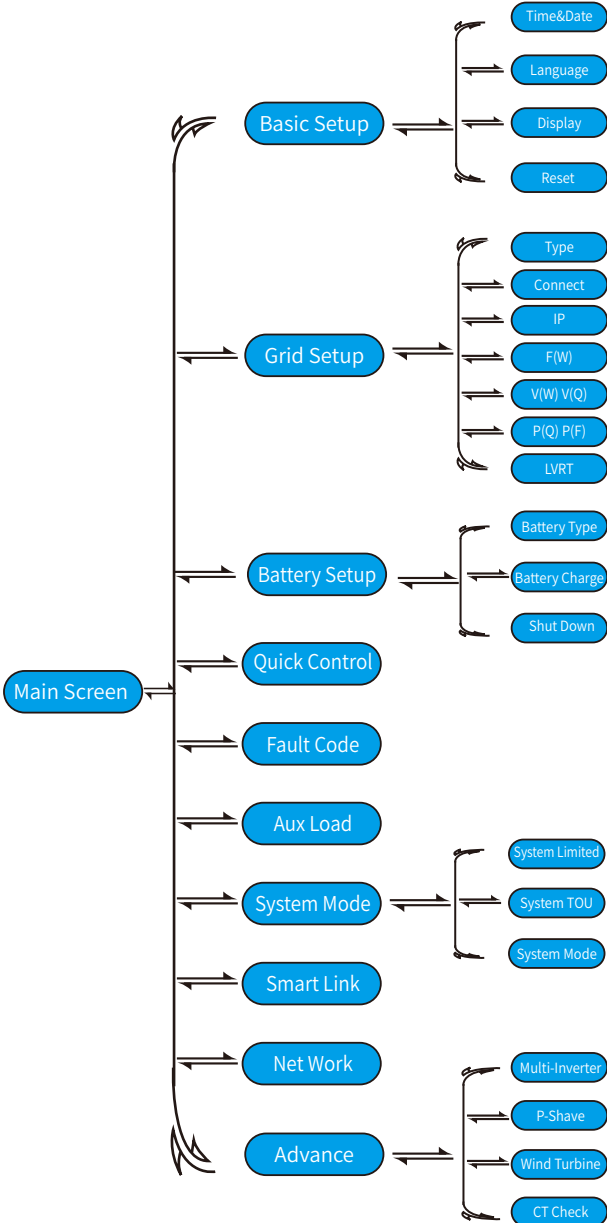 Main Screen
Basic Setup
Time&Date
Language
Display
Reset
Grid Setup
Type
Connect
IP
F(W)
V(W) V(Q)
P(Q) P(F)
LVRT
Battery Setup
Battery Type
Battery Charge
Shut Down
Quick Control
Fault Code
Aux Load
System Mode
System Limited
System TOU
System Mode
Smart Link
Net Work
Advance
Multi-Inverter
P-Shave
Wind Turbine
CT Check